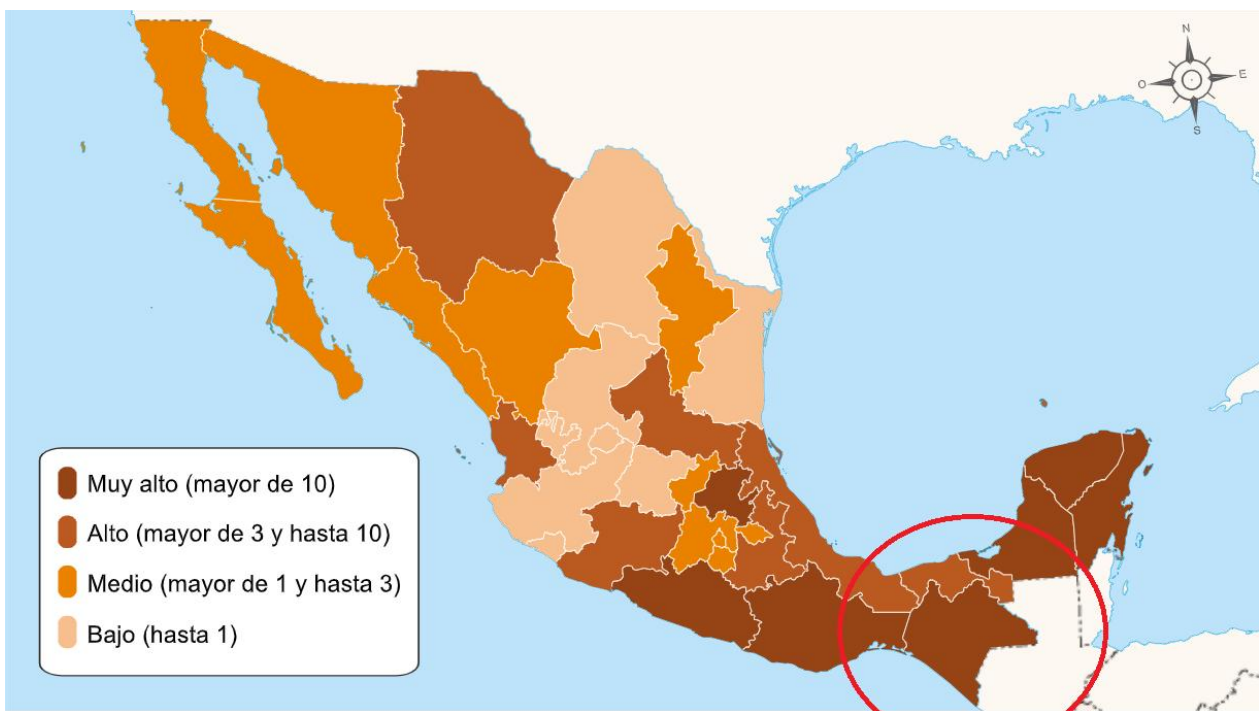 N
O
E
S
Muy alto (mayor de 10)
Alto (mayor de 3 y hasta 10)
Medio (mayor de 1 y hasta 3)
Bajo (hasta 1)